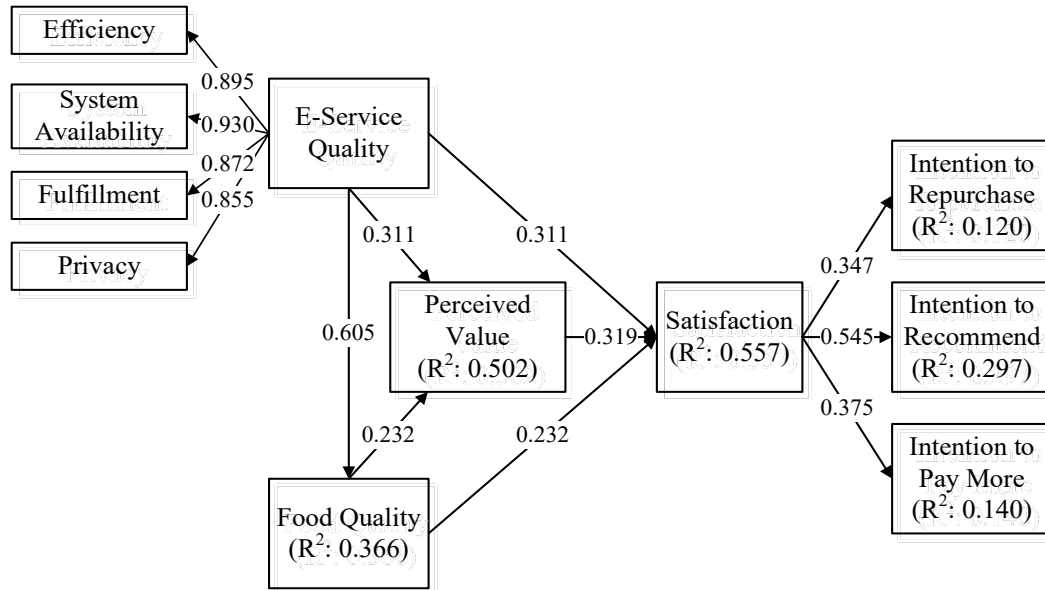 Efficiency
0.895
System
Availability
0.930
Fulfillment
0.872
0.855
Privacy
E-Service
Quality
0.311
0.311
0.605
Perceived
Value
(R²: 0.502)
0.319
0.232
0.232
Food Quality
(R²: 0.366)
Satisfaction
(R²: 0.557)
0.347
0.545
0.375
Intention to
Repurchase
(R²: 0.120)
Intention to
Recommend
(R²: 0.297)
Intention to
Pay More
(R²: 0.140)